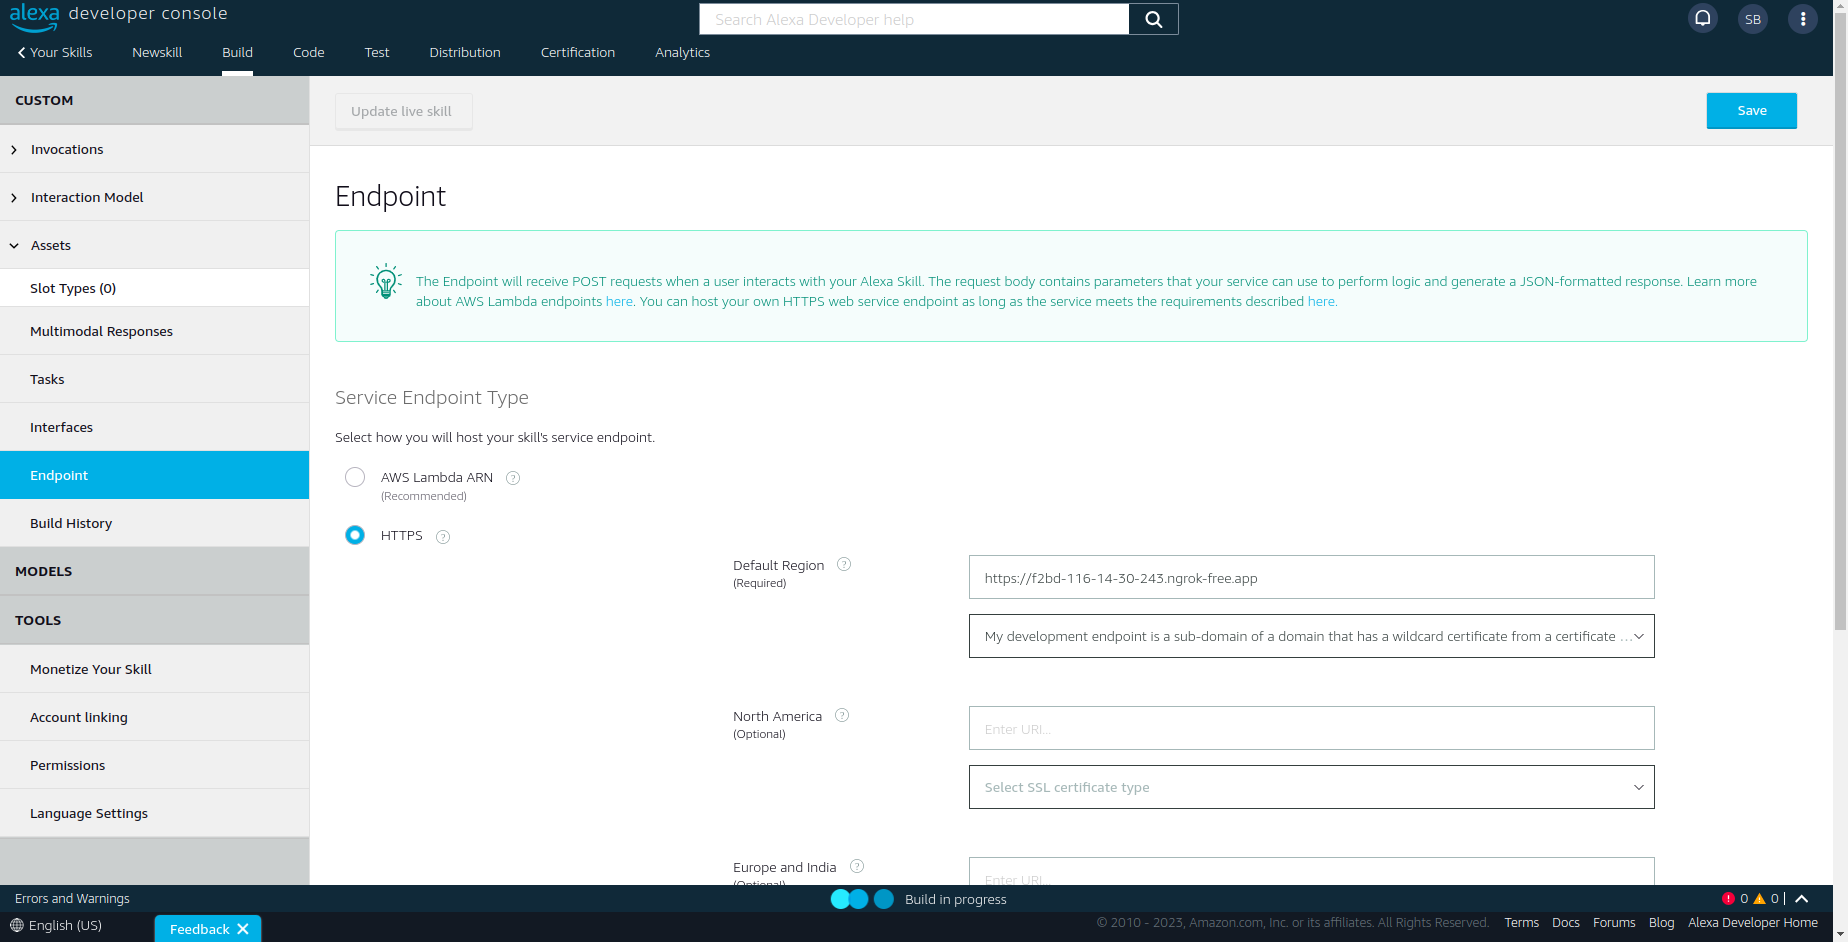 alexa developer console
Search Alexa Developer help
SB
Your Skills
Newskill
Build
Code
Test
Distribution
Certification
Analytics
CUSTOM
Invocations
Interaction Model
Assets
Slot Types (0)
Multimodal Responses
Tasks
Interfaces
Endpoint
Build History
MODELS
TOOLS
Monetize Your Skill
Account linking
Permissions
Language Settings
Update live skill
Save
Endpoint
The Endpoint will receive POST requests when a user interacts with your Alexa Skill. The request body contains parameters that your service can use to perform logic and generate a JSON-formatted response. Learn more
about AWS Lambda endpoints here. You can host your own HTTPS web service endpoint as long as the service meets the requirements described here.
Service Endpoint Type
Select how you will host your skill's service endpoint.
AWS Lambda ARN ?
(Recommended)
HTTPS ?
Default Region ?
(Required)
https://f2bd-116-14-30-243.ngrok-free.app
My development endpoint is a sub-domain of a domain that has a wildcard certificate from a certificate ...
North America ?
(Optional)
Enter URI...
Select SSL certificate type
Europe and India ?
(Optional)
Enter URI...
Errors and Warnings
Build in progress
! 0 0 |
English (US)
Feedback
© 2010 - 2023, Amazon.com, Inc. or its affiliates. All Rights Reserved.
Terms
Docs
Forums
Blog
Alexa Developer Home